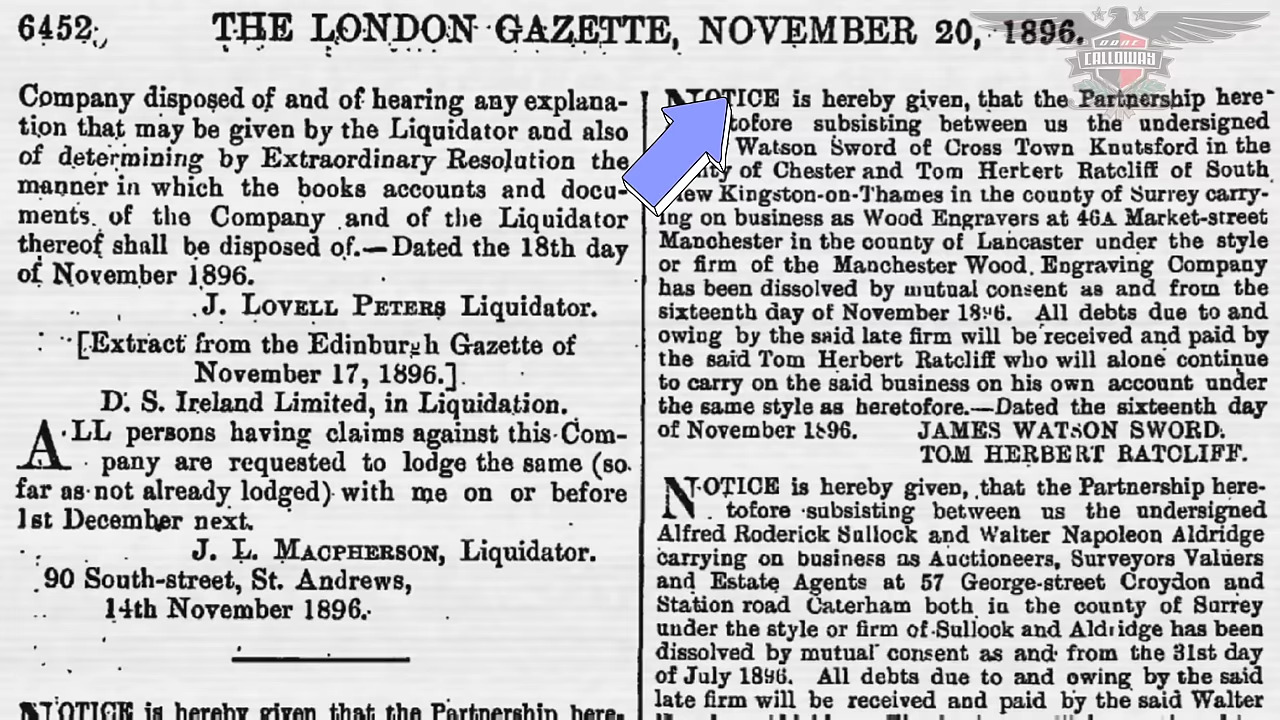 6452
THE LONDON GAZETTE, NOVEMBER 20, 1896.
DOBC
CALLOWAY
Company disposed of and of hearing any explana-
tion that may be given by the Liquidator and also
of determining by Extraordinary Resolution the
manner in which the books accounts and docu-
ments of the Company and of the Liquidator
thereof shall be disposed of.—Dated the 18th day
of November 1896.
J. LOVELL PETERS Liquidator.
[Extract from the Edinburgh Gazette of
November 17, 1896.]
D. S. Ireland Limited, in Liquidation.
ALL persons having claims against this Com-
pany are requested to lodge the same (so
far as not already lodged) with me on or before
1st December next.
J. L. MACPHERSON, Liquidator.
90 South-street, St. Andrews,
14th November 1896.
NOTICE is hereby given that the Partnership here-
NOTICE is hereby given, that the Partnership here-
tofore subsisting between us the undersigned
Watson Sword of Cross Town Knutsford in the
of Chester and Tom Herbert Ratcliff of South
Kingston-on-Thames in the county of Surrey carry-
ing on business as Wood Engravers at 46A Market-street
Manchester in the county of Lancaster under the style
or firm of the Manchester Wood Engraving Company
has been dissolved by mutual consent as and from the
sixteenth day of November 1896. All debts due to and
owing by the said late firm will be received and paid by
the said Tom Herbert Ratcliff who will alone continue
to carry on the said business on his own account under
the same style as heretofore.—Dated the sixteenth day
of November 1896. JAMES WATSON SWORD.
TOM HERBERT RATCLIFF.
NOTICE is hereby given, that the Partnership here-
tofore subsisting between us the undersigned
Alfred Roderick Sullock and Walter Napoleon Aldridge
carrying on business as Auctioneers, Surveyors Valuers
and Estate Agents at 57 George-street Croydon and
Station road Caterham both in the county of Surrey
under the style or firm of Sullock and Aldridge has been
dissolved by mutual consent as and from the 31st day
of July 1896. All debts due to and owing by the said
late firm will be received and paid by the said Walter